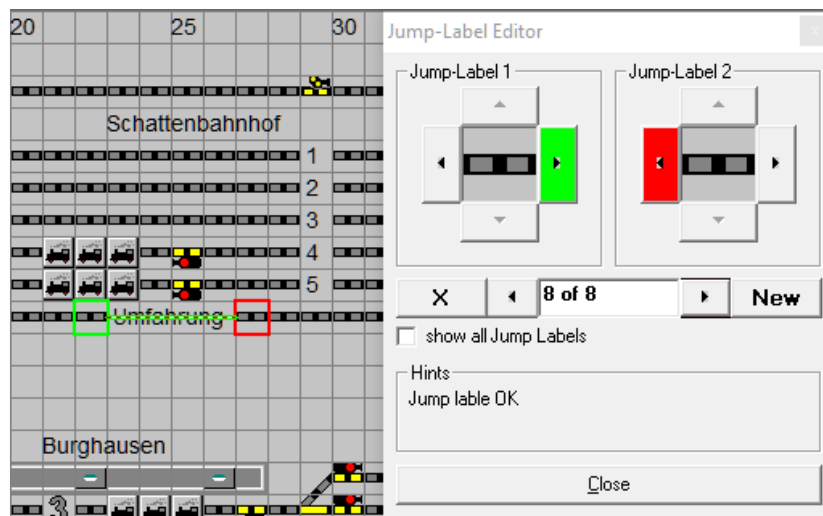 20 25 30
Schattenbahnhof
1
2
3
4
5
Umfahrung
Burghausen
3
Jump-Label Editor
x
Jump-Label 1 Jump-Label 2
X 8 of 8 New
show all Jump Labels
Hints
Jump lable OK
Close